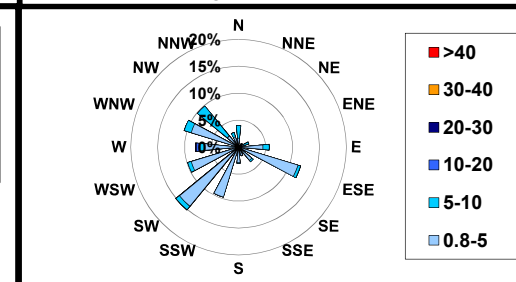 N
NNE
NE
ENE
E
ESE
SE
SSE
S
SSW
SW
WSW
W
WNW
NW
NNW
20%
15%
10%
5%
0%
>40
30-40
20-30
10-20
5-10
0.8-5